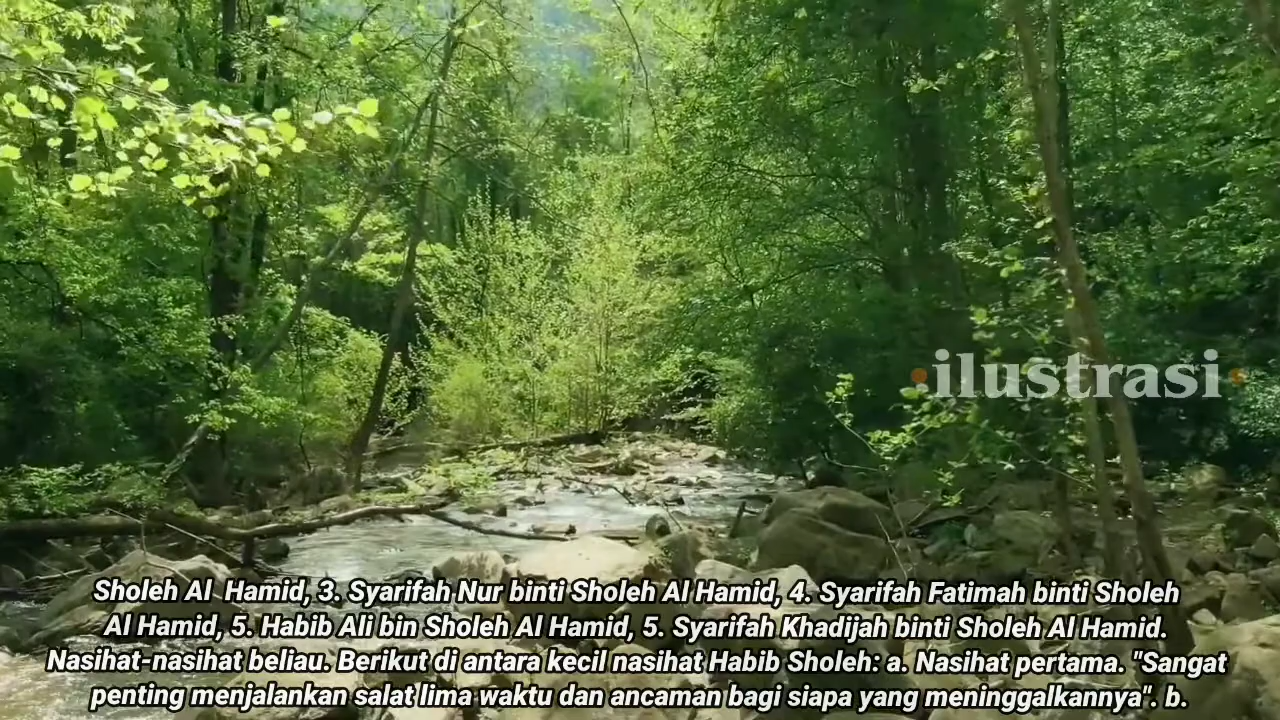 .ilustrasi.
Sholeh Al Hamid, 3. Syarifah Nur binti Sholeh Al Hamid, 4. Syarifah Fatimah binti Sholeh
Al Hamid, 5. Habib Ali bin Sholeh Al Hamid, 5. Syarifah Khadijah binti Sholeh Al Hamid.
Nasihat-nasihat beliau. Berikut di antara kecil nasihat Habib Sholeh: a. Nasihat pertama. "Sangat
penting menjalankan salat lima waktu dan ancaman bagi siapa yang meninggalkannya". b.